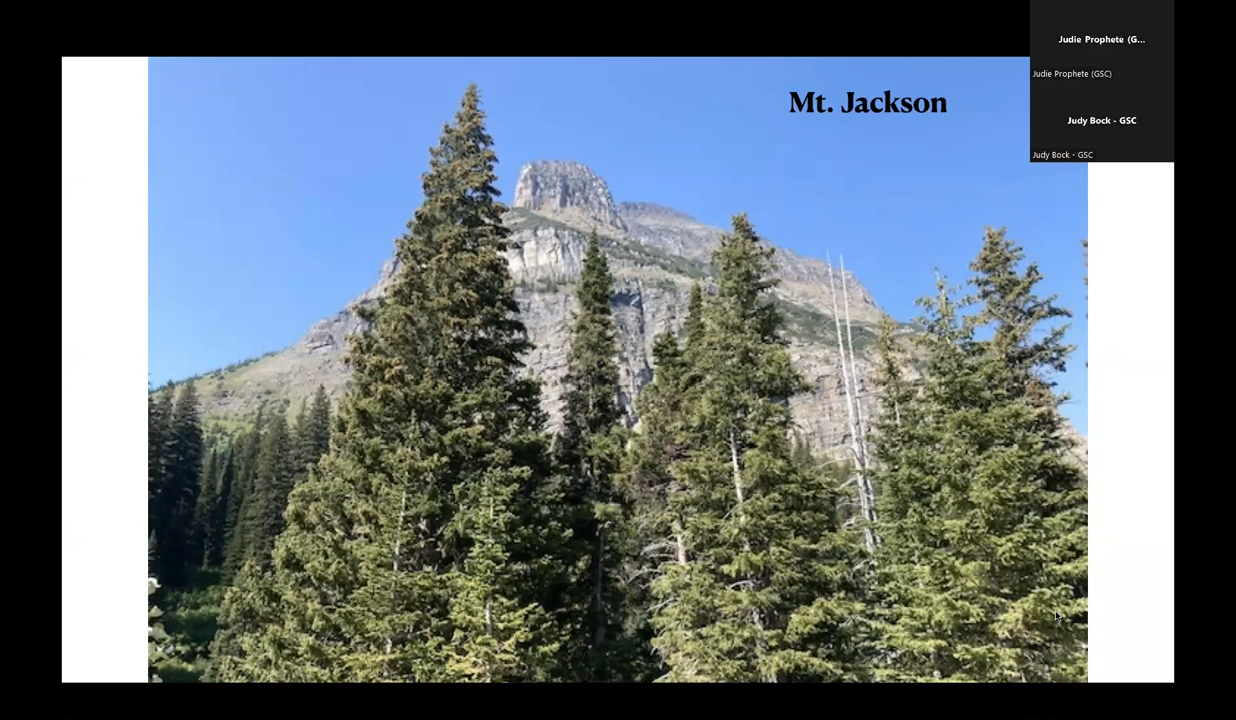 Mt. Jackson
Judie Prophete (G...
Judie Prophete (GSC)
Judy Bock - GSC
Judy Bock - GSC